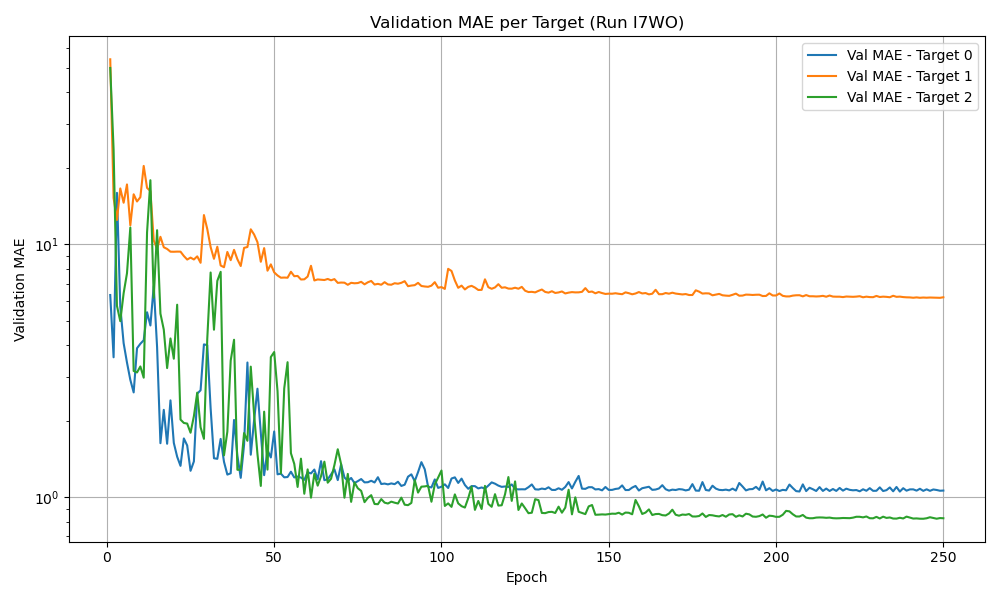 Validation MAE per Target (Run I7WO)
Val MAE - Target 0
Val MAE - Target 1
Val MAE - Target 2
Validation MAE
10¹
10⁰
0
50
100
150
200
250
Epoch